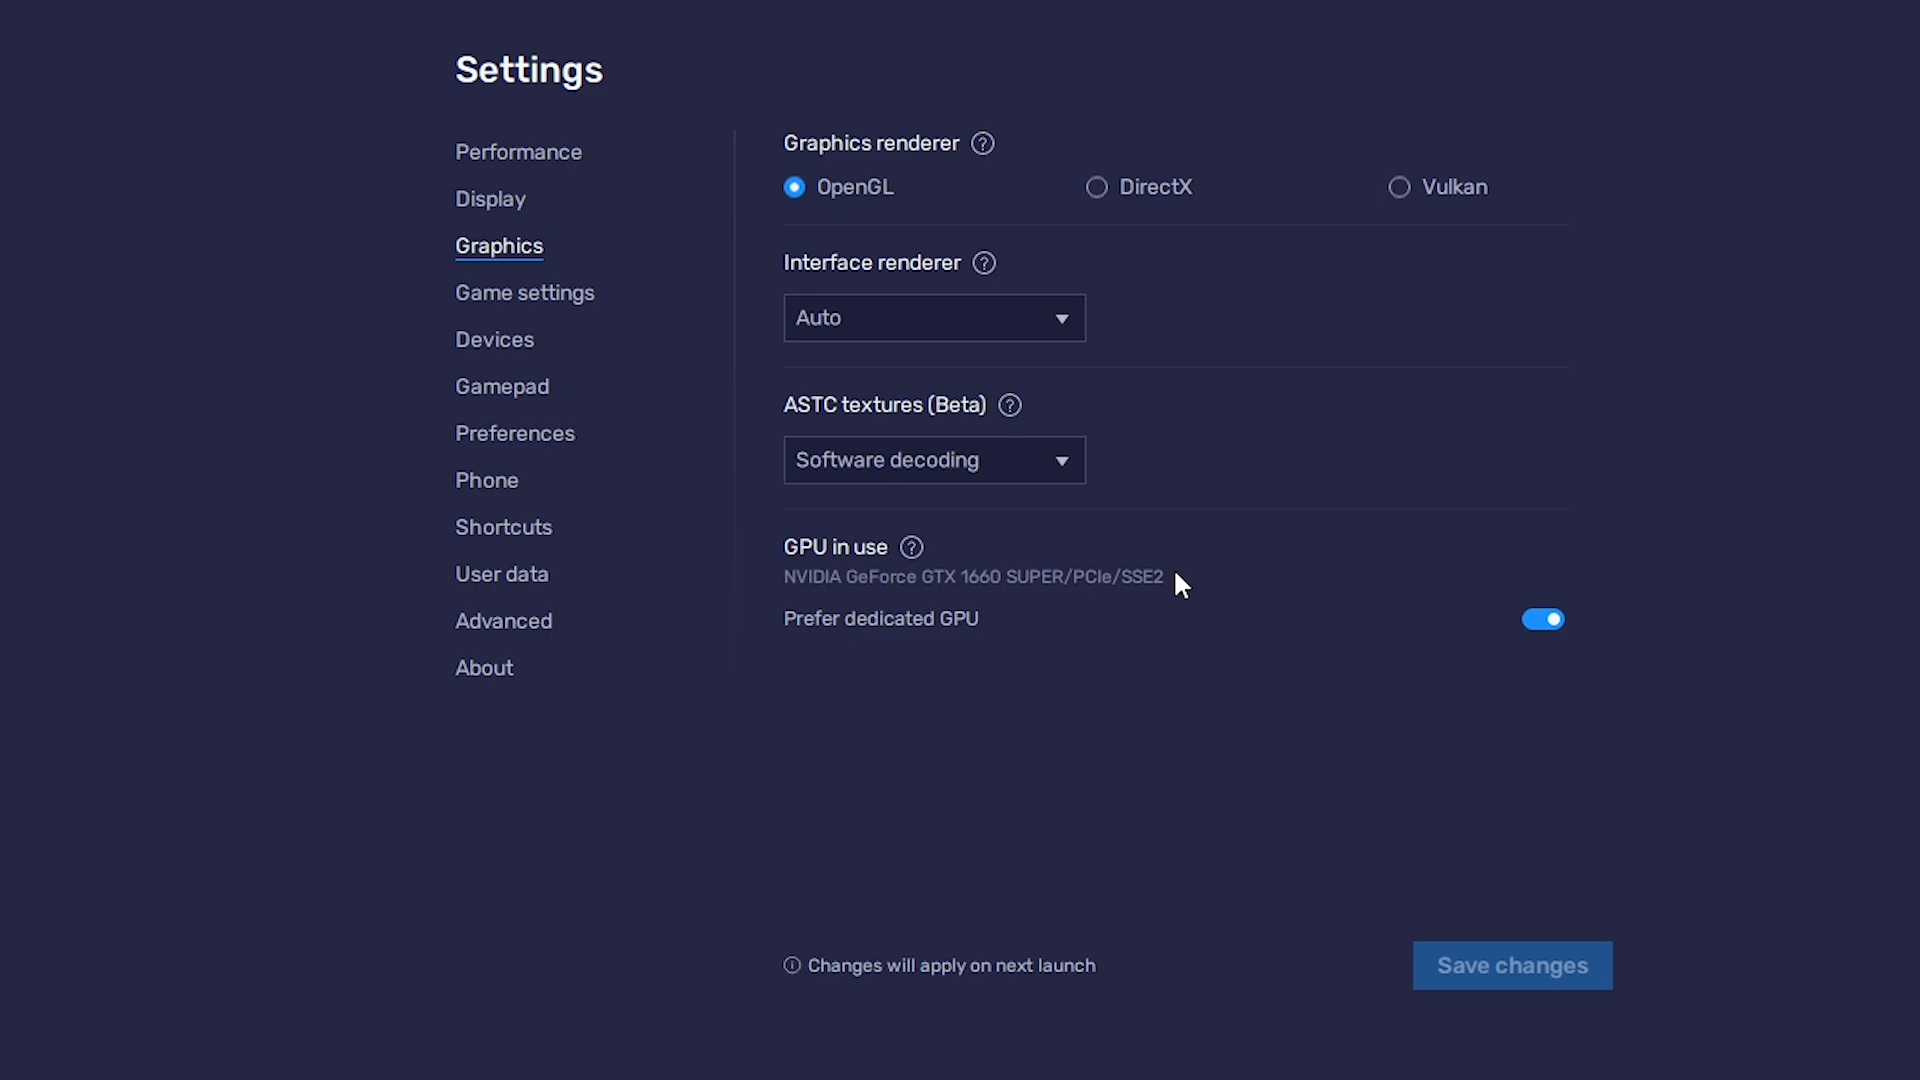 Settings
Performance
Display
Graphics
Game settings
Devices
Gamepad
Preferences
Phone
Shortcuts
User data
Advanced
About
Graphics renderer ?
OpenGL DirectX Vulkan
Interface renderer ?
Auto
ASTC textures (Beta) ?
Software decoding
GPU in use ?
NVIDIA GeForce GTX 1660 SUPER/PCIe/SSE2
Prefer dedicated GPU
Changes will apply on next launch
Save changes